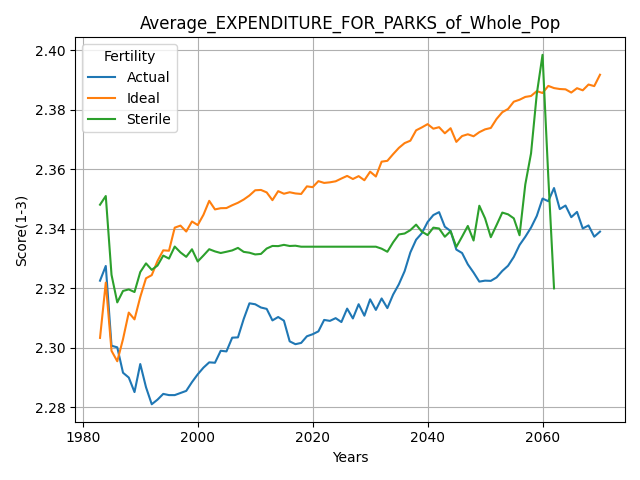 Average_EXPENDITURE_FOR_PARKS_of_Whole_Pop
2.40
2.38
2.36
2.34
2.32
2.30
2.28
Score(1-3)
Fertility
Actual
Ideal
Sterile
1980 2000 2020 2040 2060
Years